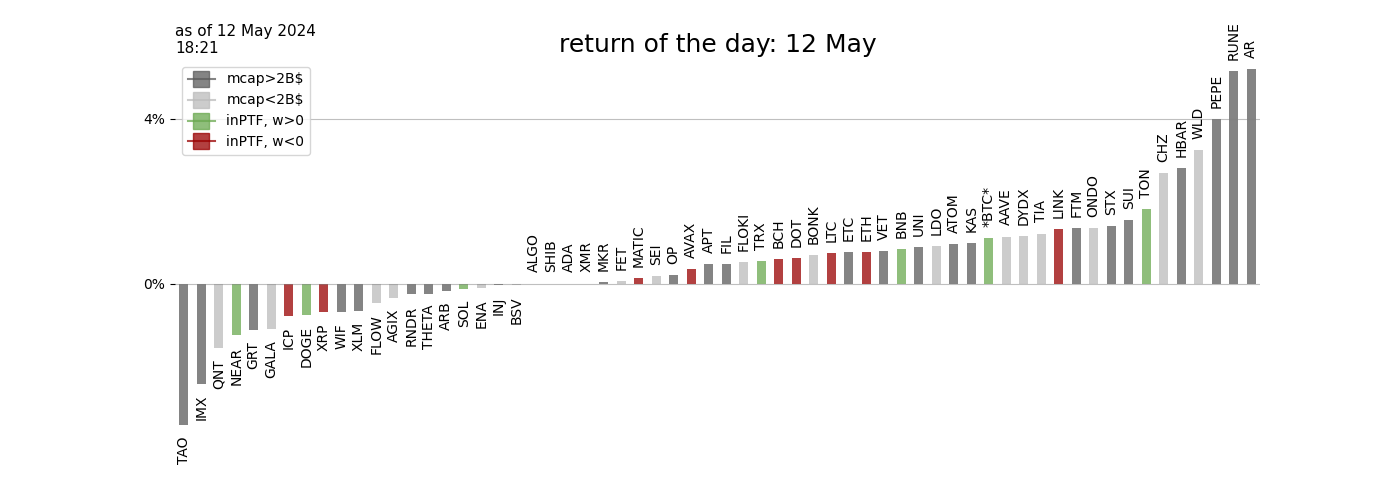 as of 12 May 2024
18:21
return of the day: 12 May
mcap>2B$
mcap<2B$
inPTF, w>0
inPTF, w<0
4%
0%
TAO
IMX
QNT
NEAR
GRT
GALA
ICP
DOGE
XRP
WIF
XLM
FLOW
AGIX
RNDR
THETA
ARB
SOL
ENA
INJ
BSV
ALGO
SHIB
ADA
XMR
MKR
FET
MATIC
SEI
OP
AVAX
APT
FIL
FLOKI
TRX
BCH
DOT
BONK
LTC
ETC
ETH
VET
BNB
UNI
LDO
ATOM
KAS
*BTC*
AAVE
DYDX
TIA
LINK
FTM
ONDO
STX
SUI
TON
CHZ
HBAR
WLD
PEPE
RUNE
AR